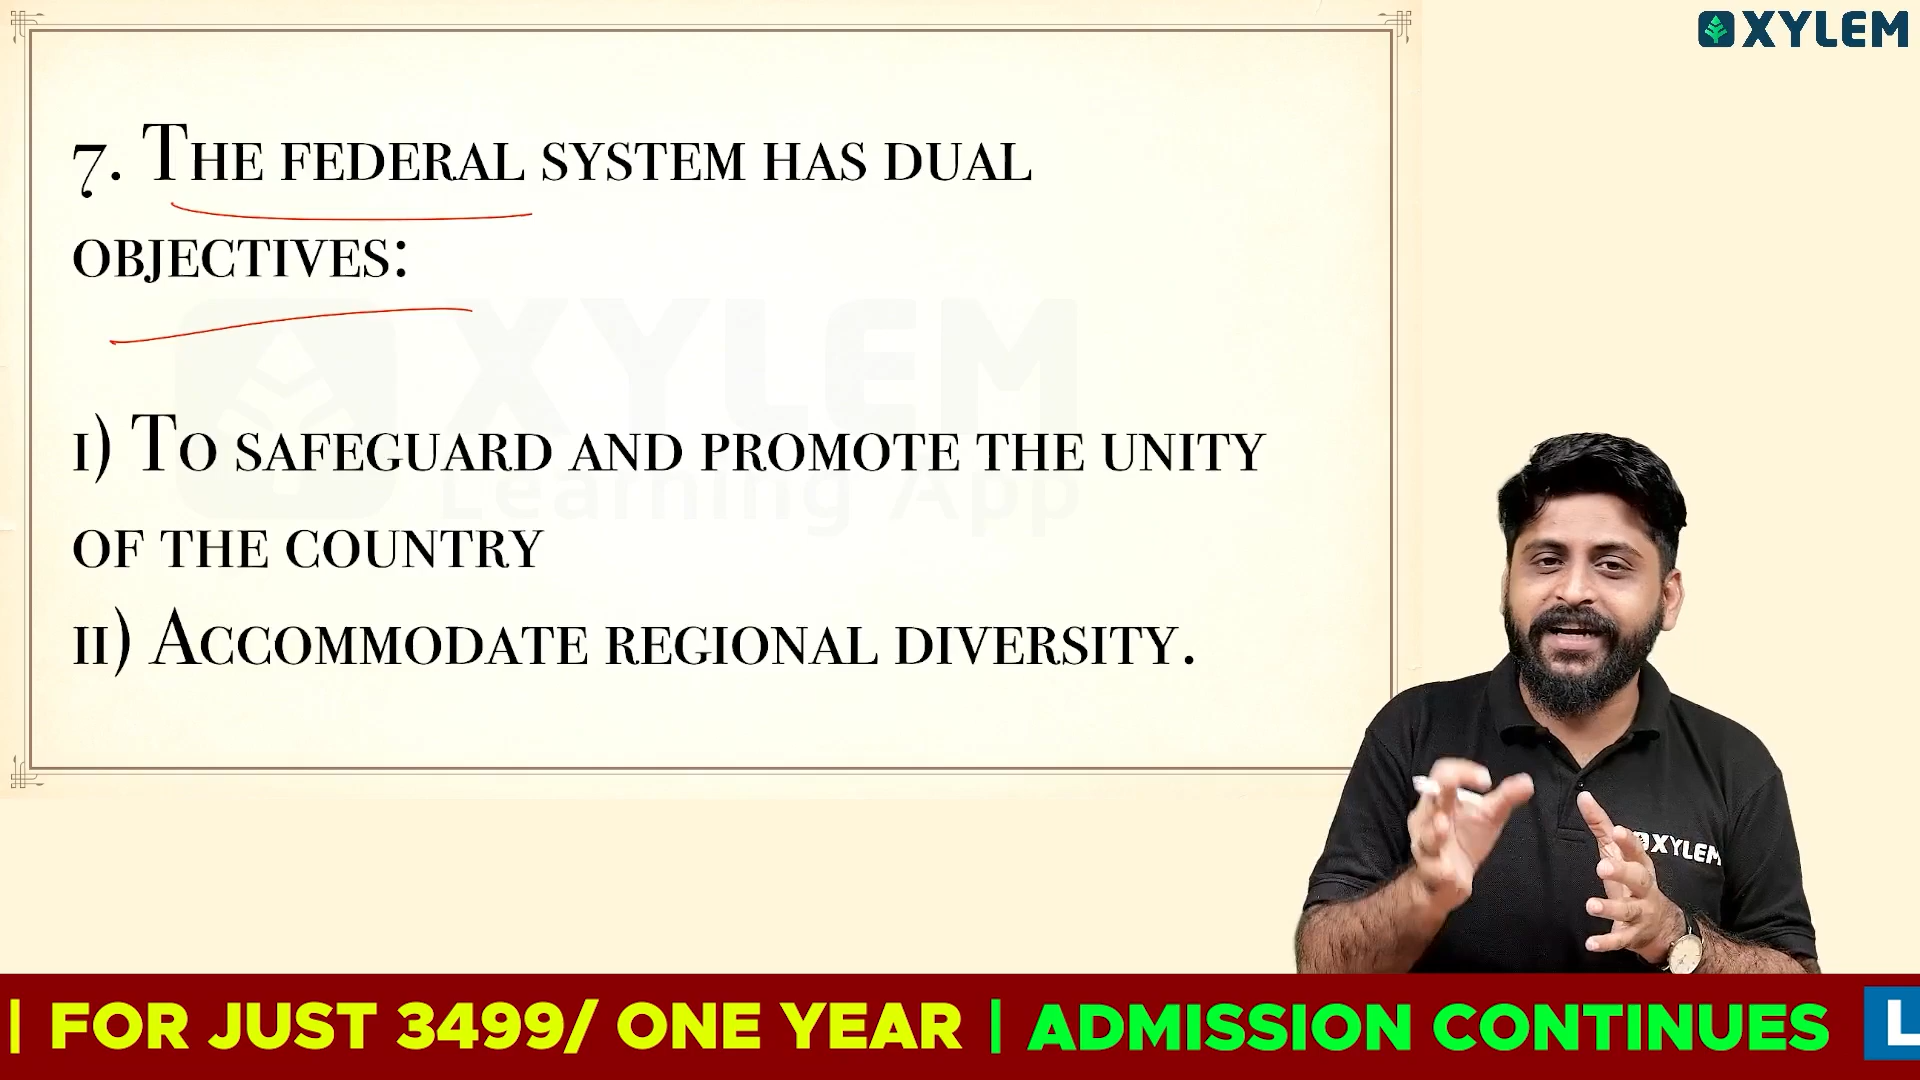 XYLEM
7. The federal system has dual
objectives:
XYLEM
Learning App
i) To safeguard and promote the unity
of the country
ii) Accommodate regional diversity.
XYLEM
| FOR JUST 3499/ ONE YEAR | ADMISSION CONTINUES L